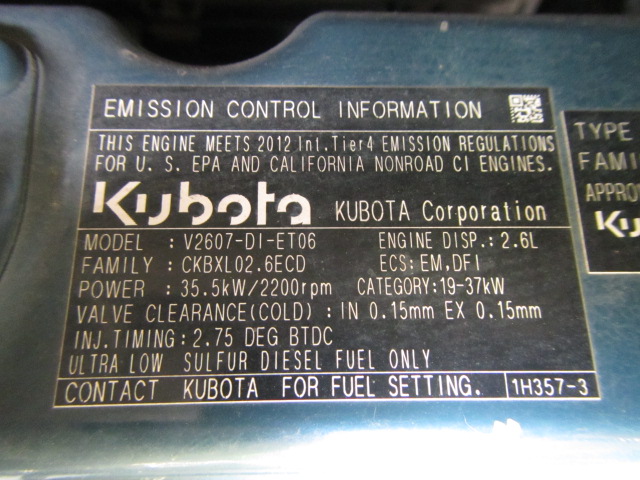 EMISSION CONTROL INFORMATION
THIS ENGINE MEETS 2012 Int.Tier4 EMISSION REGULATIONS
FOR U. S. EPA AND CALIFORNIA NONROAD CI ENGINES.
Kubota KUBOTA Corporation
MODEL : V2607-DI-ET06 ENGINE DISP.: 2.6L
FAMILY : CKBXL02.6ECD ECS: EM,DFI
POWER : 35.5kW/2200rpm CATEGORY:19-37kW
VALVE CLEARANCE(COLD) : IN 0.15mm EX 0.15mm
INJ.TIMING: 2.75 DEG BTDC
ULTRA LOW SULFUR DIESEL FUEL ONLY
CONTACT KUBOTA FOR FUEL SETTING. 1H357-3
TYPE
FAMI
APPRO
Ku